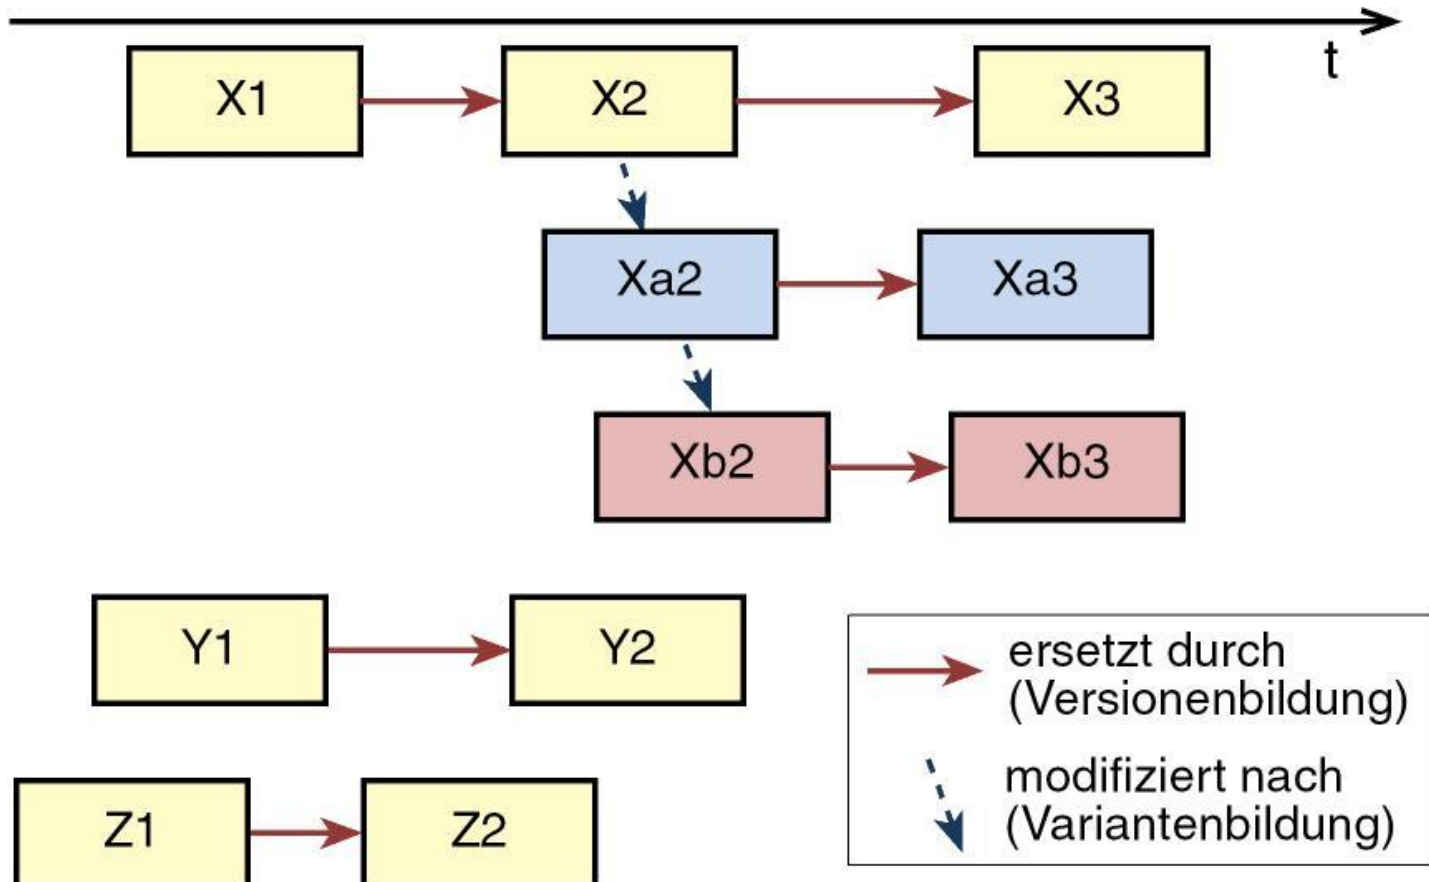 t
X1
X2
X3
Xa2
Xa3
Xb2
Xb3
Y1
Y2
Z1
Z2
ersetzt durch
(Versionenbildung)
modifiziert nach
(Variantenbildung)